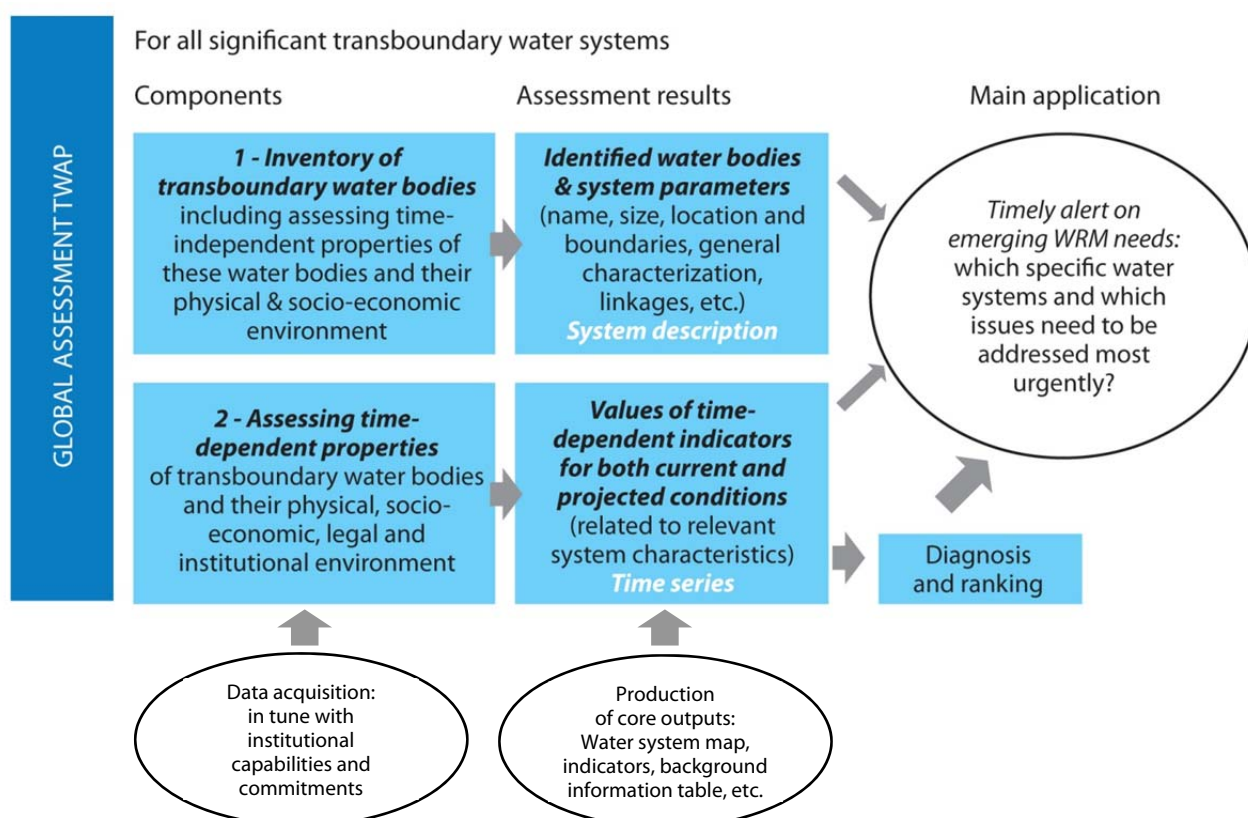 GLOBAL ASSESSMENT TWAP
For all significant transboundary water systems
Components
Assessment results
Main application
1 - Inventory of
transboundary water bodies
including assessing time-
independent properties of
these water bodies and their
physical & socio-economic
environment
Identified water bodies
& system parameters
(name, size, location and
boundaries, general
characterization,
linkages, etc.)
System description
Timely alert on
emerging WRM needs:
which specific water
systems and which
issues need to be
addressed most
urgently?
2 - Assessing time-
dependent properties
of transboundary water bodies
and their physical, socio-
economic, legal and
institutional environment
Values of time-
dependent indicators
for both current and
projected conditions
(related to relevant
system characteristics)
Time series
Diagnosis
and ranking
Data acquisition:
in tune with
institutional
capabilities and
commitments
Production
of core outputs:
Water system map,
indicators, background
information table, etc.